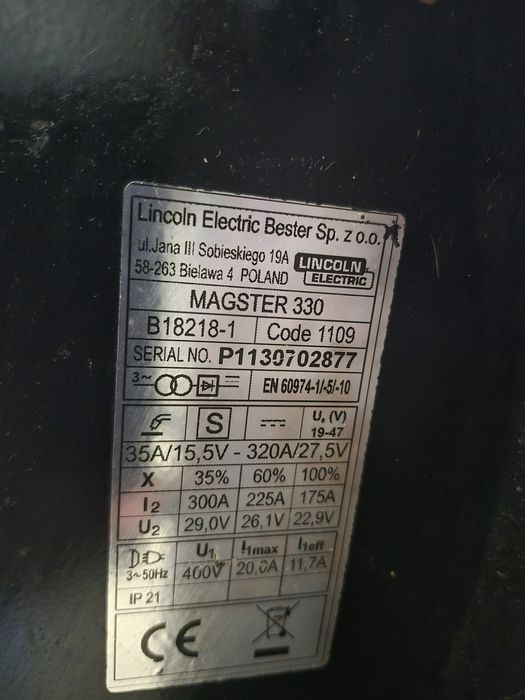 Lincoln Electric Bester Sp. z o.o.
ul.Jana III Sobieskiego 19A
58-263 Bielawa 4 POLAND
LINCOLN
ELECTRIC
MAGSTER 330
B18218-1 Code 1109
SERIAL NO. P1130702877
3~ EN 60974-1/-5/-10
S U₀ (V)
19-47
35A/15,5V - 320A/27,5V
X 35% 60% 100%
I2 300A 225A 175A
U2 29,0V 26,1V 22,9V
U1 I1max I1eff
3~50Hz 400V 20,0A 11,7A
IP 21
CE